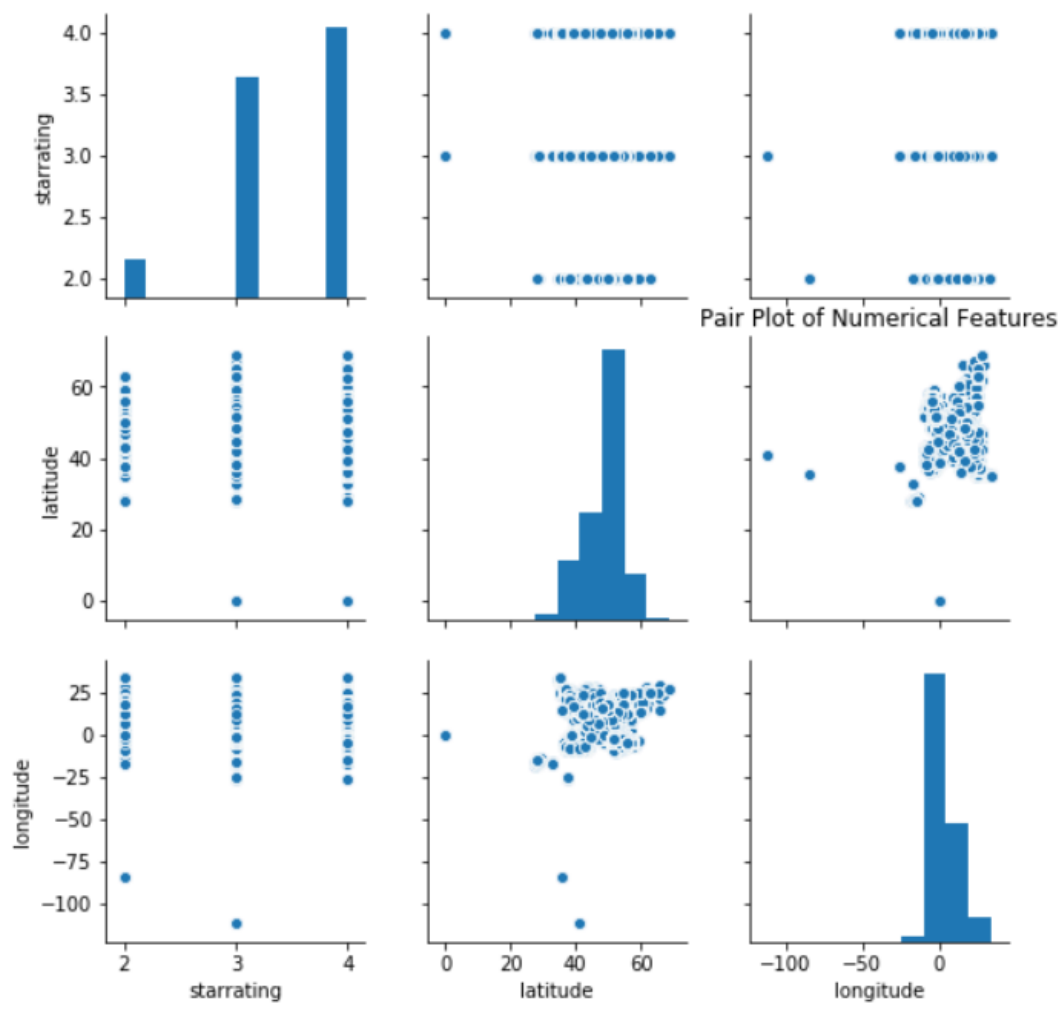 4.0
3.5
3.0
2.5
2.0
starrating
Pair Plot of Numerical Features
60
40
20
0
latitude
25
0
−25
−50
−75
−100
longitude
2 3 4
0 20 40 60
−100 −50 0
starrating
latitude
longitude